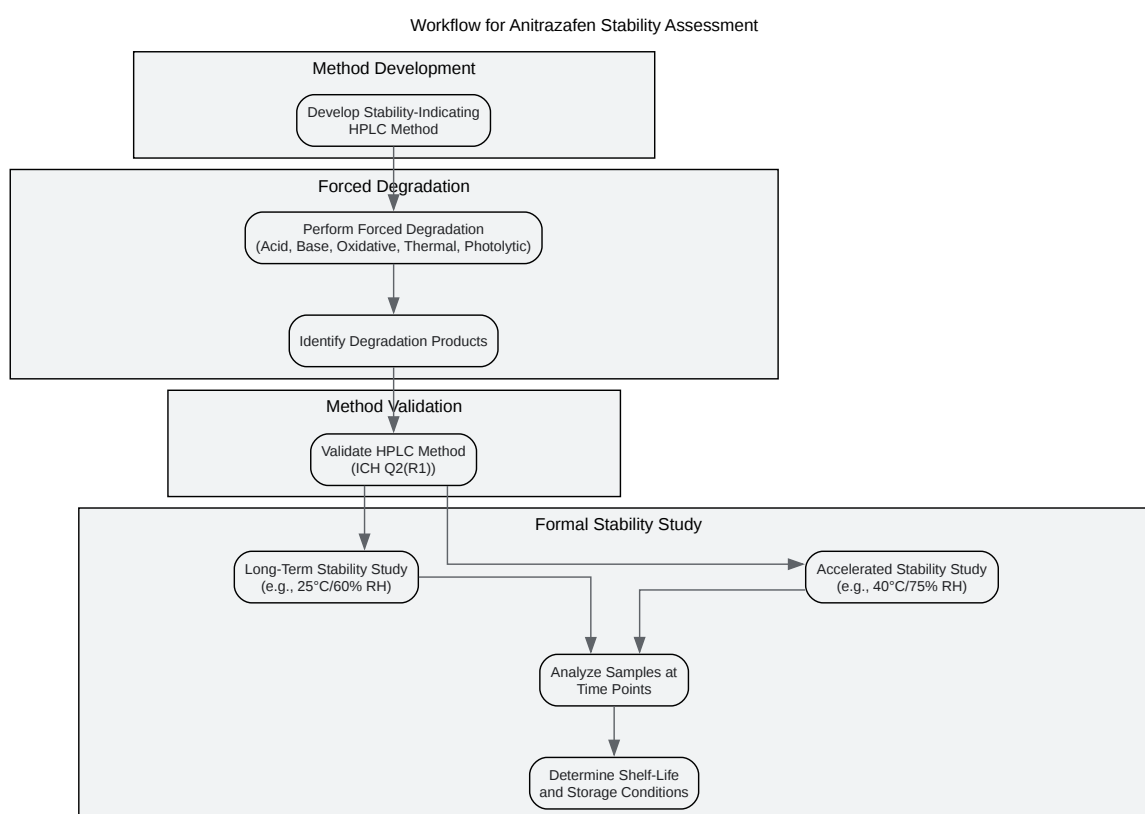 Workflow for Anitrazafen Stability Assessment
Method Development
Develop Stability-Indicating
HPLC Method
Forced Degradation
Perform Forced Degradation
(Acid, Base, Oxidative, Thermal, Photolytic)
Identify Degradation Products
Method Validation
Validate HPLC Method
(ICH Q2(R1))
Formal Stability Study
Long-Term Stability Study
(e.g., 25°C/60% RH)
Accelerated Stability Study
(e.g., 40°C/75% RH)
Analyze Samples at
Time Points
Determine Shelf-Life
and Storage Conditions